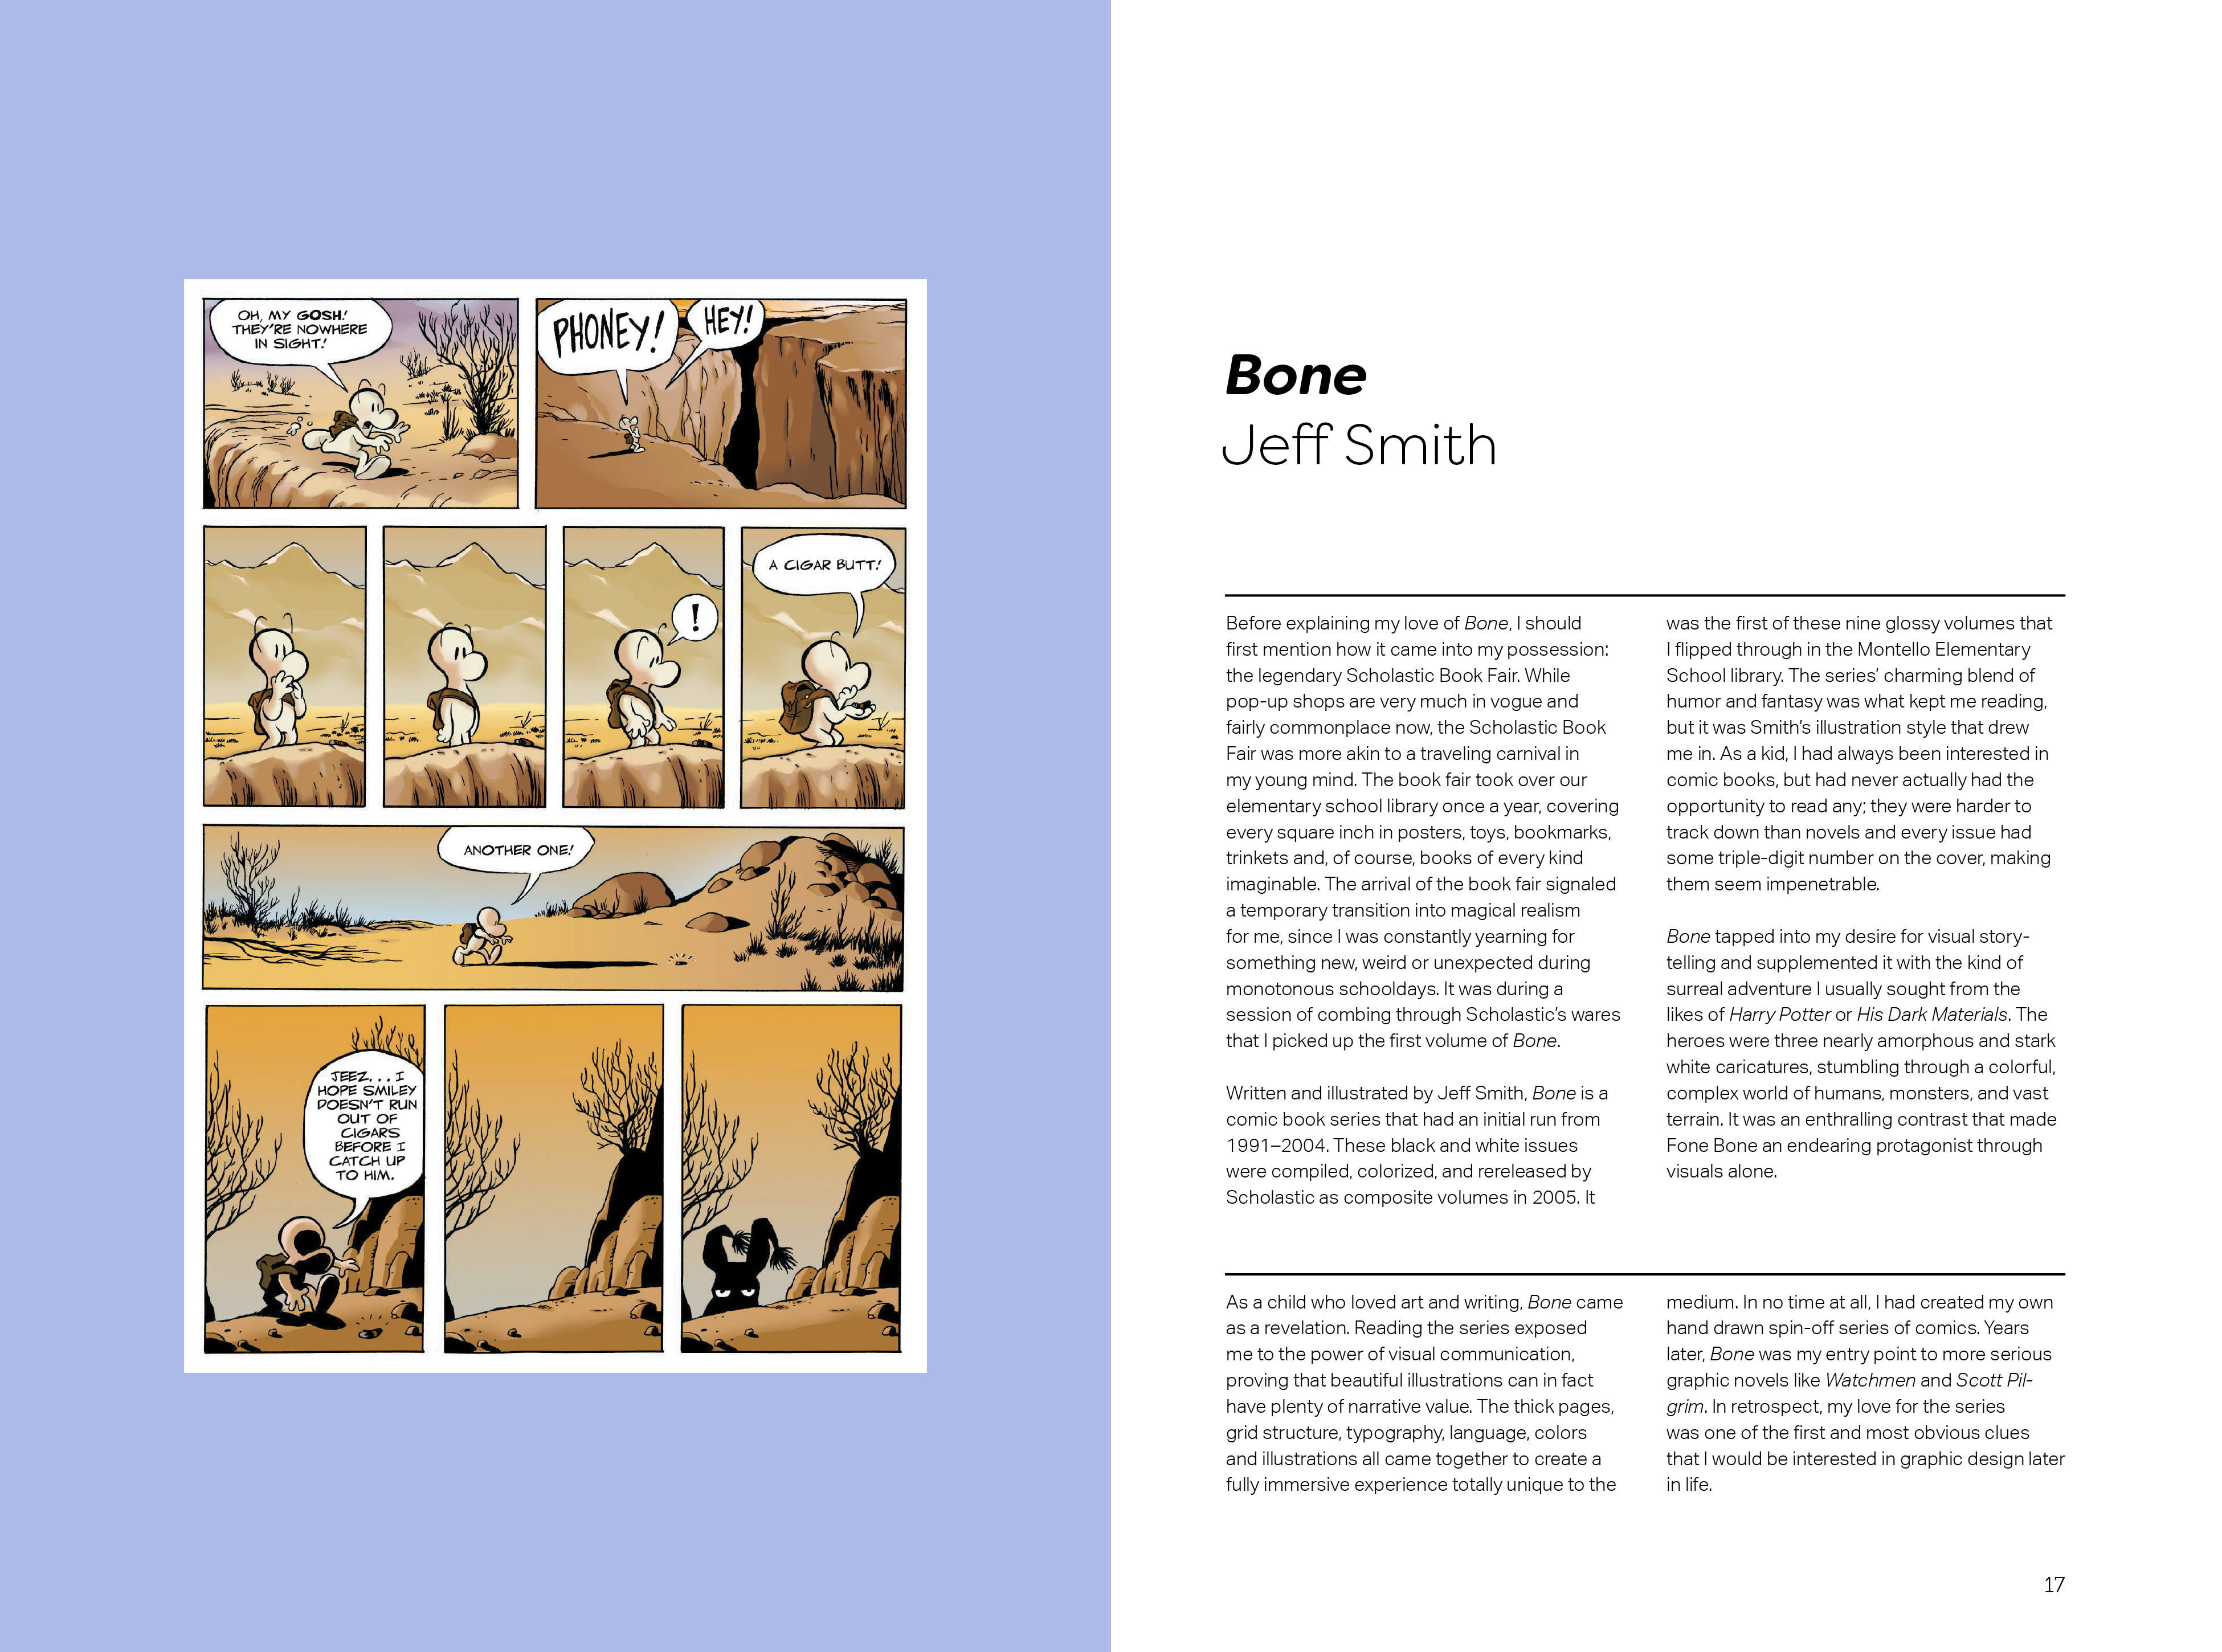 OH, MY GOSH!
THEY'RE NOWHERE
IN SIGHT!
PHONEY!
HEY!
!
A CIGAR BUTT!
ANOTHER ONE!
JEEZ... I
HOPE SMILEY
DOESN'T RUN
OUT OF
CIGARS
BEFORE I
CATCH UP
TO HIM.
Bone
Jeff Smith
Before explaining my love of Bone, I should
first mention how it came into my possession:
the legendary Scholastic Book Fair. While
pop-up shops are very much in vogue and
fairly commonplace now, the Scholastic Book
Fair was more akin to a traveling carnival in
my young mind. The book fair took over our
elementary school library once a year, covering
every square inch in posters, toys, bookmarks,
trinkets and, of course, books of every kind
imaginable. The arrival of the book fair signaled
a temporary transition into magical realism
for me, since I was constantly yearning for
something new, weird or unexpected during
monotonous schooldays. It was during a
session of combing through Scholastic's wares
that I picked up the first volume of Bone.
Written and illustrated by Jeff Smith, Bone is a
comic book series that had an initial run from
1991–2004. These black and white issues
were compiled, colorized, and rereleased by
Scholastic as composite volumes in 2005. It
was the first of these nine glossy volumes that
I flipped through in the Montello Elementary
School library. The series' charming blend of
humor and fantasy was what kept me reading,
but it was Smith's illustration style that drew
me in. As a kid, I had always been interested in
comic books, but had never actually had the
opportunity to read any; they were harder to
track down than novels and every issue had
some triple-digit number on the cover, making
them seem impenetrable.
Bone tapped into my desire for visual story-
telling and supplemented it with the kind of
surreal adventure I usually sought from the
likes of Harry Potter or His Dark Materials. The
heroes were three nearly amorphous and stark
white caricatures, stumbling through a colorful,
complex world of humans, monsters, and vast
terrain. It was an enthralling contrast that made
Fone Bone an endearing protagonist through
visuals alone.
As a child who loved art and writing, Bone came
as a revelation. Reading the series exposed
me to the power of visual communication,
proving that beautiful illustrations can in fact
have plenty of narrative value. The thick pages,
grid structure, typography, language, colors
and illustrations all came together to create a
fully immersive experience totally unique to the
medium. In no time at all, I had created my own
hand drawn spin-off series of comics. Years
later, Bone was my entry point to more serious
graphic novels like Watchmen and Scott Pil-
grim. In retrospect, my love for the series
was one of the first and most obvious clues
that I would be interested in graphic design later
in life.
17